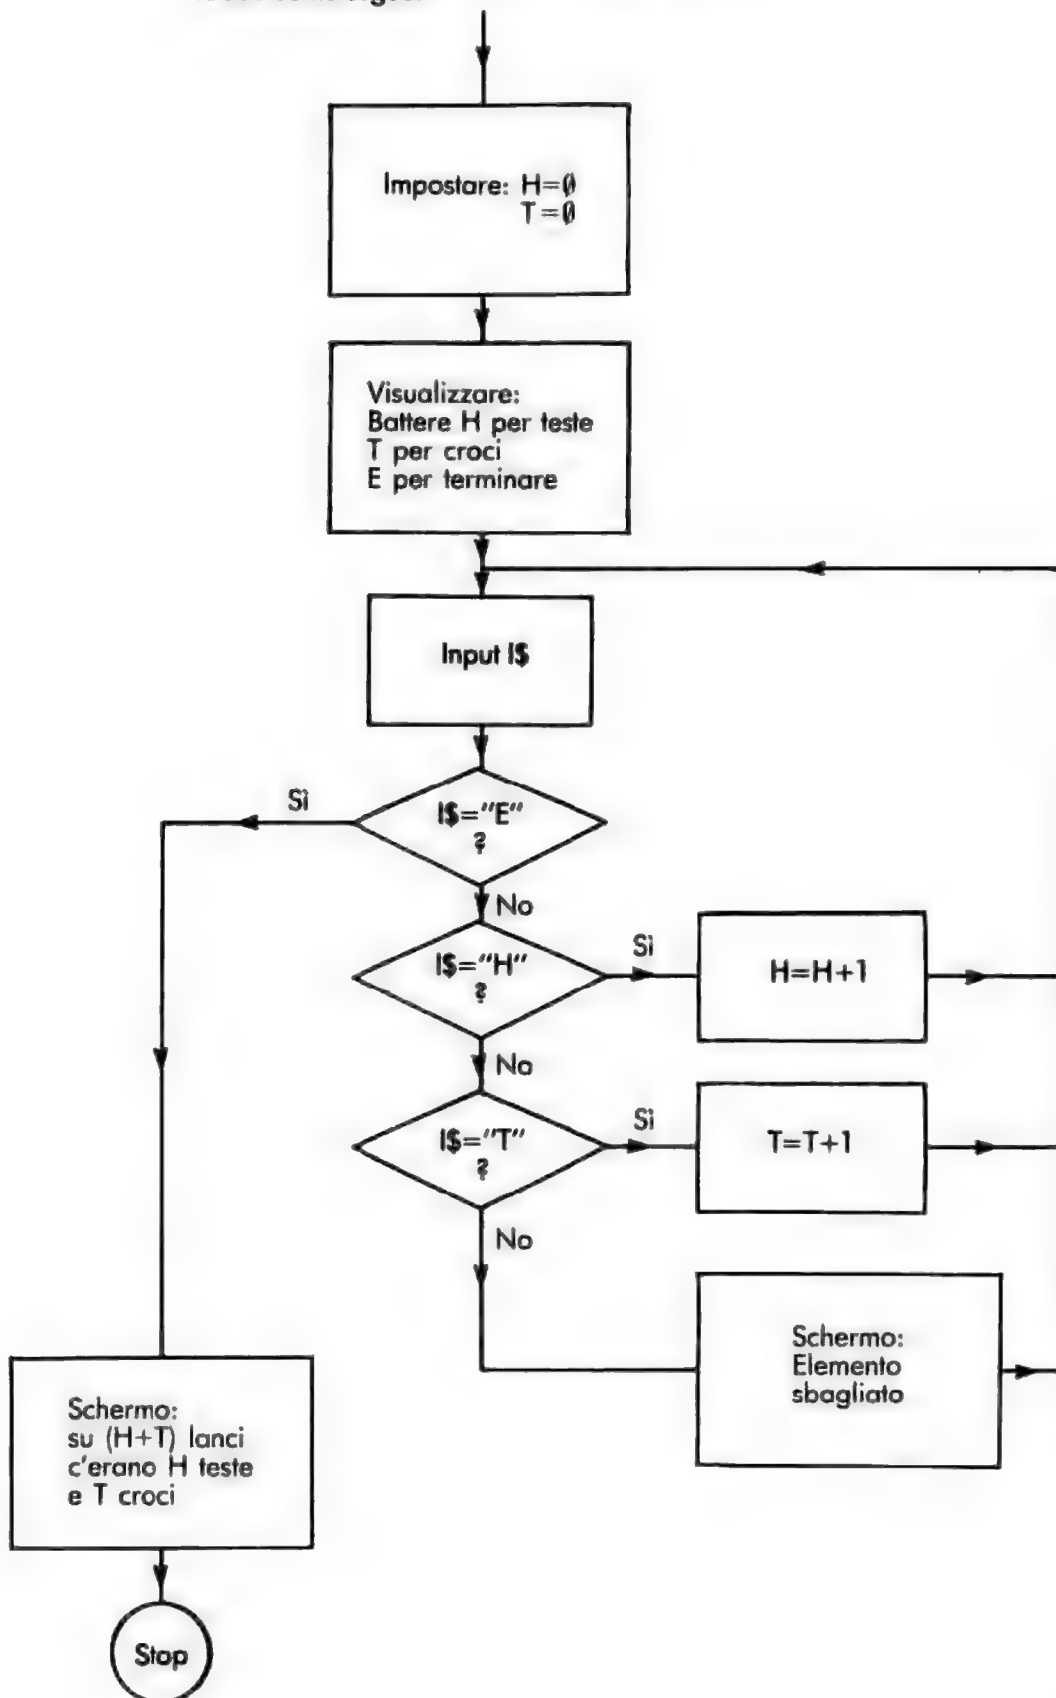 Impostare: H=0
T=0
Visualizzare:
Battere H per teste
T per croci
E per terminare
Input I$
Sì
I$="E"
?
No
I$="H"
?
Sì
H=H+1
No
I$="T"
?
Sì
T=T+1
No
Schermo:
Elemento
sbagliato
Schermo:
su (H+T) lanci
c'erano H teste
e T croci
Stop